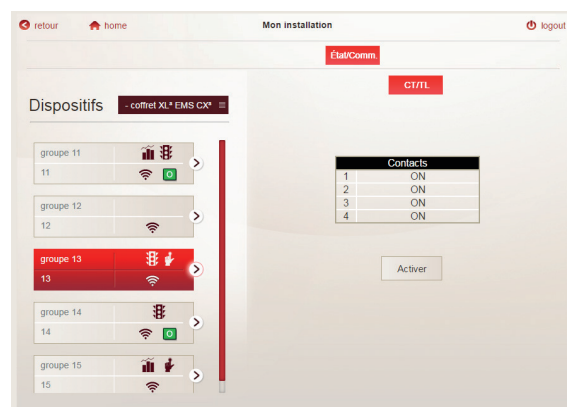 retour
home
Mon installation
logout
État/Comm.
CT/TL
Dispositifs
- coffret XL³ EMS CX³
groupe 11
11
O
groupe 12
12
groupe 13
13
groupe 14
14
O
groupe 15
15
Contacts
1 ON
2 ON
3 ON
4 ON
Activer